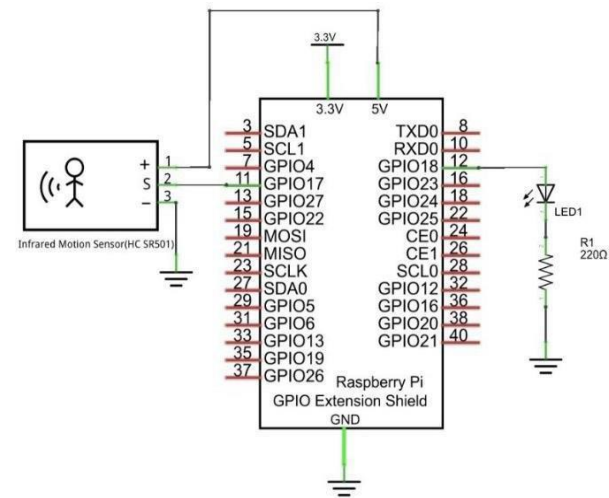 3.3V
3.3V 5V
3 SDA1 TXD0 8
5 SCL1 RXD0 10
7 GPIO4 GPIO18 12
11 GPIO17 GPIO23 16
13 GPIO27 GPIO24 18
15 GPIO22 GPIO25 22
19 MOSI CE0 24
21 MISO CE1 26
23 SCLK SCL0 28
27 SDA0 GPIO12 32
29 GPIO5 GPIO16 36
31 GPIO6 GPIO20 38
33 GPIO13 GPIO21 40
35 GPIO19
37 GPIO26
Raspberry Pi
GPIO Extension Shield
GND
+ 1
S 2
− 3
Infrared Motion Sensor(HC SR501)
LED1
R1
220Ω